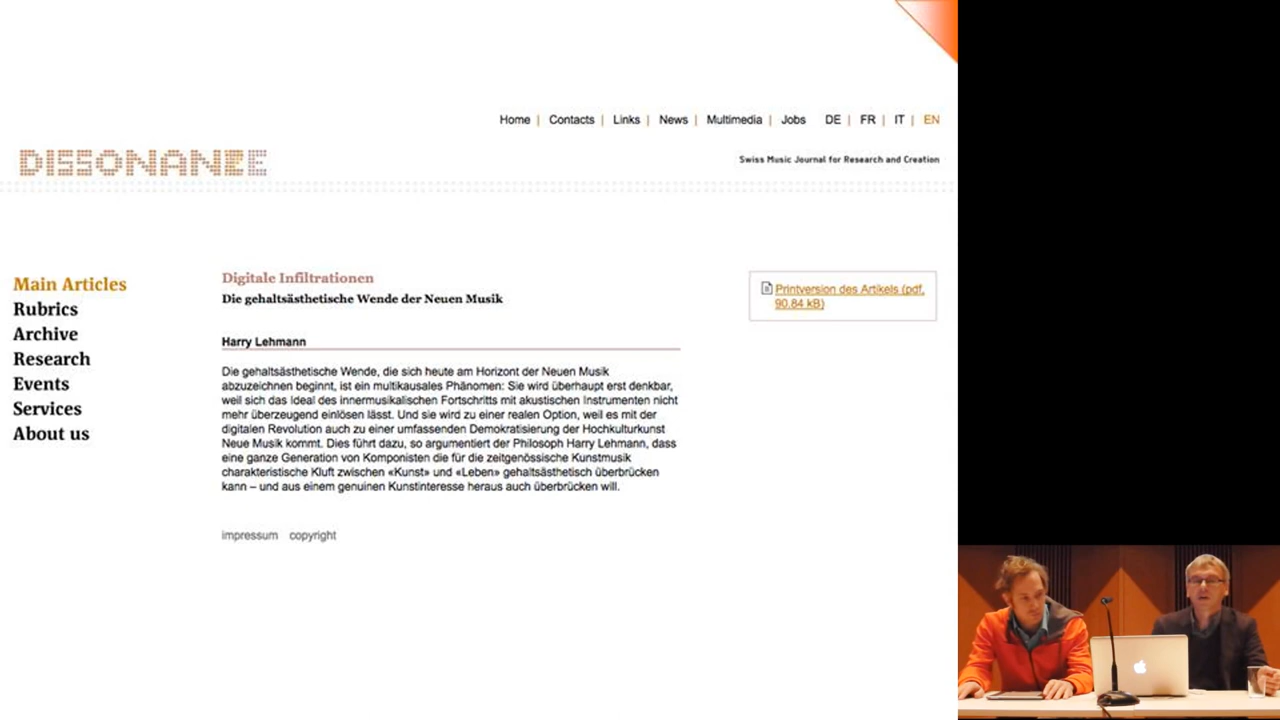 Home | Contacts | Links | News | Multimedia | Jobs DE | FR | IT | EN
DISSONANCE
Swiss Music Journal for Research and Creation
Main Articles
Rubrics
Archive
Research
Events
Services
About us
Digitale Infiltrationen
Die gehaltsästhetische Wende der Neuen Musik
Harry Lehmann
Die gehaltsästhetische Wende, die sich heute am Horizont der Neuen Musik
abzuzeichnen beginnt, ist ein multikausales Phänomen: Sie wird überhaupt erst denkbar,
weil sich das Ideal des innermusikalischen Fortschritts mit akustischen Instrumenten nicht
mehr überzeugend einlösen lässt. Und sie wird zu einer realen Option, weil es mit der
digitalen Revolution auch zu einer umfassenden Demokratisierung der Hochkulturkunst
Neue Musik kommt. Dies führt dazu, so argumentiert der Philosoph Harry Lehmann, dass
eine ganze Generation von Komponisten die für die zeitgenössische Kunstmusik
charakteristische Kluft zwischen «Kunst» und «Leben» gehaltsästhetisch überbrücken
kann – und aus einem genuinen Kunstinteresse heraus auch überbrücken will.
impressum copyright
Printversion des Artikels (pdf,
90.84 kB)